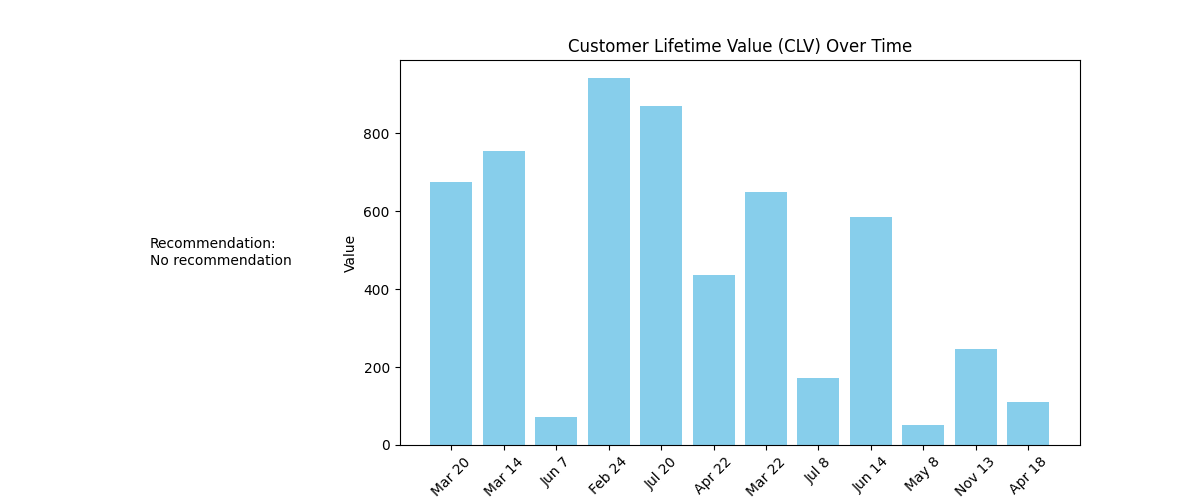 Customer Lifetime Value (CLV) Over Time
Recommendation:
No recommendation
Value
800
600
400
200
0
Mar 20
Mar 14
Jun 7
Feb 24
Jul 20
Apr 22
Mar 22
Jul 8
Jun 14
May 8
Nov 13
Apr 18